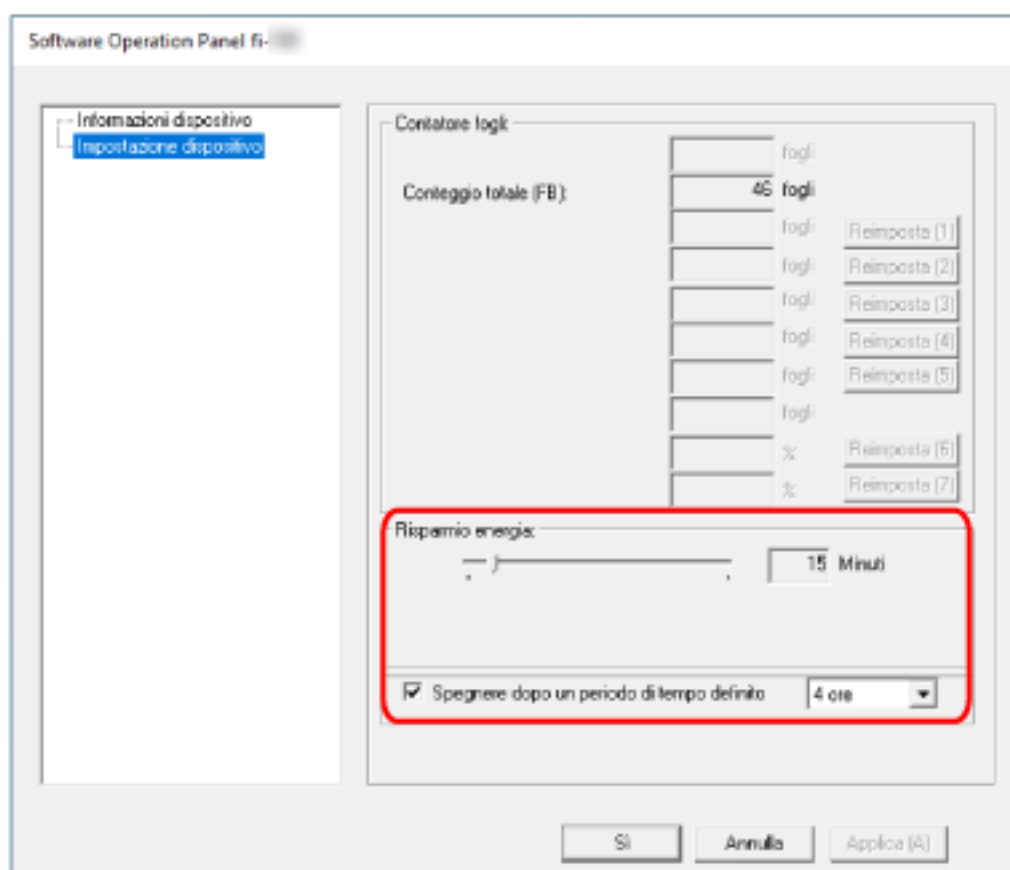 Software Operation Panel fi-
Informazioni dispositivo
Impostazione dispositivo
Contatore fogli:
fogli
Conteggio totale (FB): 46 fogli
fogli Reimposta (1)
fogli Reimposta (2)
fogli Reimposta (3)
fogli Reimposta (4)
fogli Reimposta (5)
fogli
% Reimposta (6)
% Reimposta (7)
Risparmio energia:
15 Minuti
Spegnere dopo un periodo di tempo definito 4 ore
Sì Annulla Applica (A)